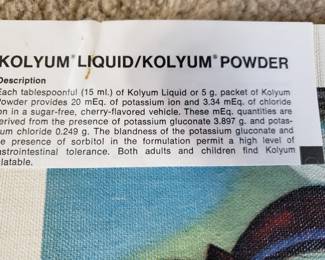 KOLYUM® LIQUID/KOLYUM® POWDER
Description
Each tablespoonful (15 ml.) of Kolyum Liquid or 5 g. packet of Kolyum
Powder provides 20 mEq. of potassium ion and 3.34 mEq. of chloride
ion in a sugar-free, cherry-flavored vehicle. These mEq. quantities are
derived from the presence of potassium gluconate 3.897 g. and potas-
ium chloride 0.249 g. The blandness of the potassium gluconate and
he presence of sorbitol in the formulation permit a high level of
astrointestinal tolerance. Both adults and children find Kolyum
alatable.